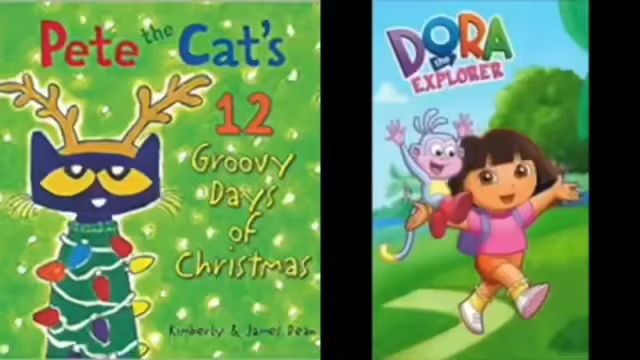 Pete the Cat's
12
Groovy
Days
of
Christmas
Kimberly & James Dean
DORA
the
EXPLORER